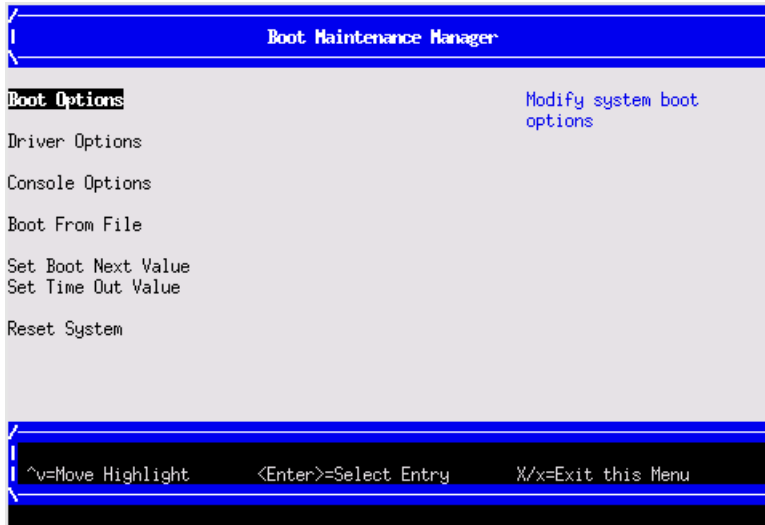 Boot Maintenance Manager
Boot Options
Modify system boot
options
Driver Options
Console Options
Boot From File
Set Boot Next Value
Set Time Out Value
Reset System
^v=Move Highlight <Enter>=Select Entry X/x=Exit this Menu